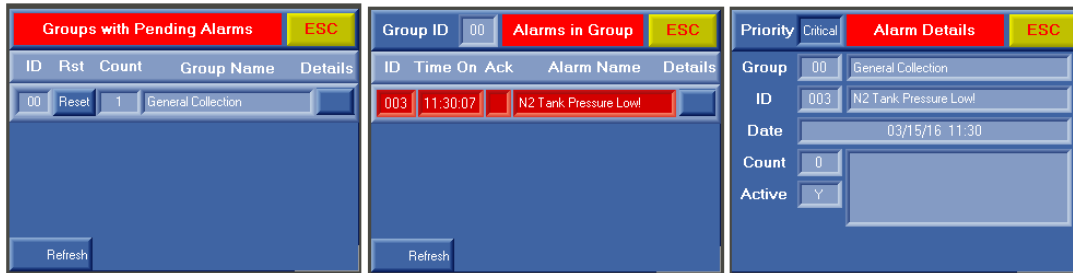 Groups with Pending Alarms ESC
ID Rst Count Group Name Details
00 Reset 1 General Collection
Refresh
Group ID 00 Alarms in Group ESC
ID Time On Ack Alarm Name Details
003 11:30:07 N2 Tank Pressure Low!
Refresh
Priority Critical Alarm Details ESC
Group 00 General Collection
ID 003 N2 Tank Pressure Low!
Date 03/15/16 11:30
Count 0
Active Y